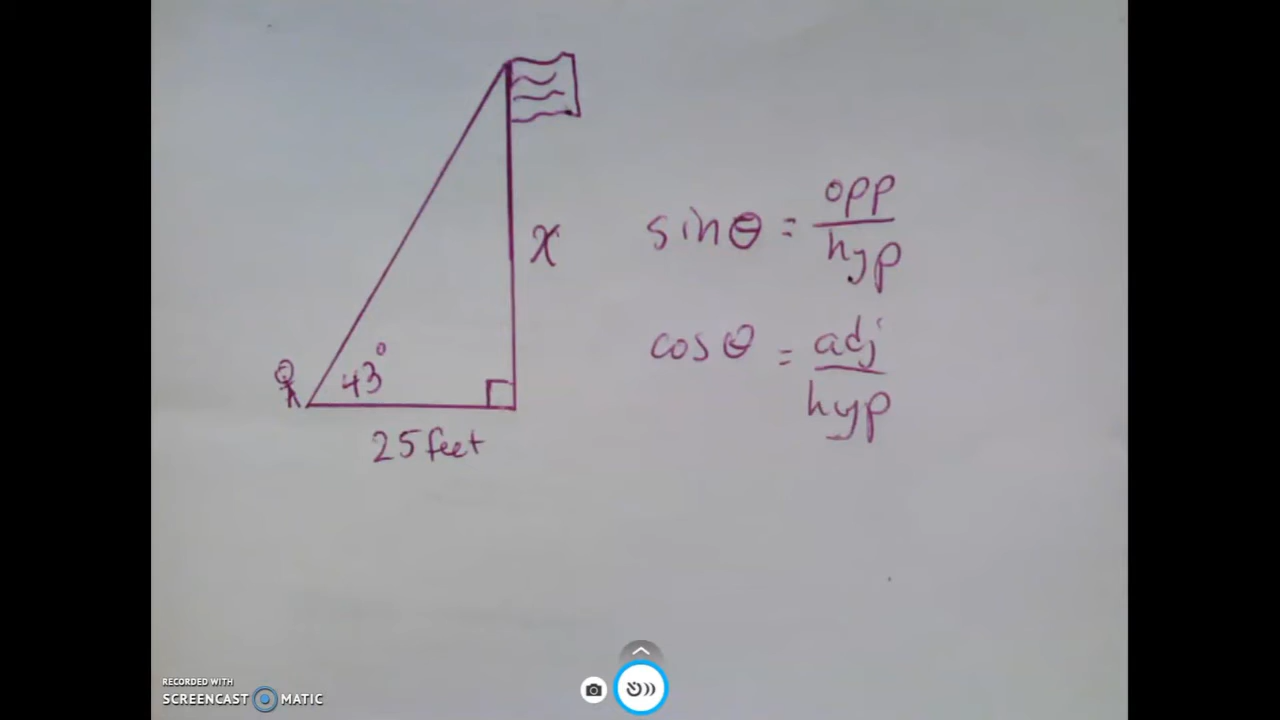 x
43°
25 feet
sinθ = opp/hyp
cosθ = adj/hyp
RECORDED WITH
SCREENCAST MATIC